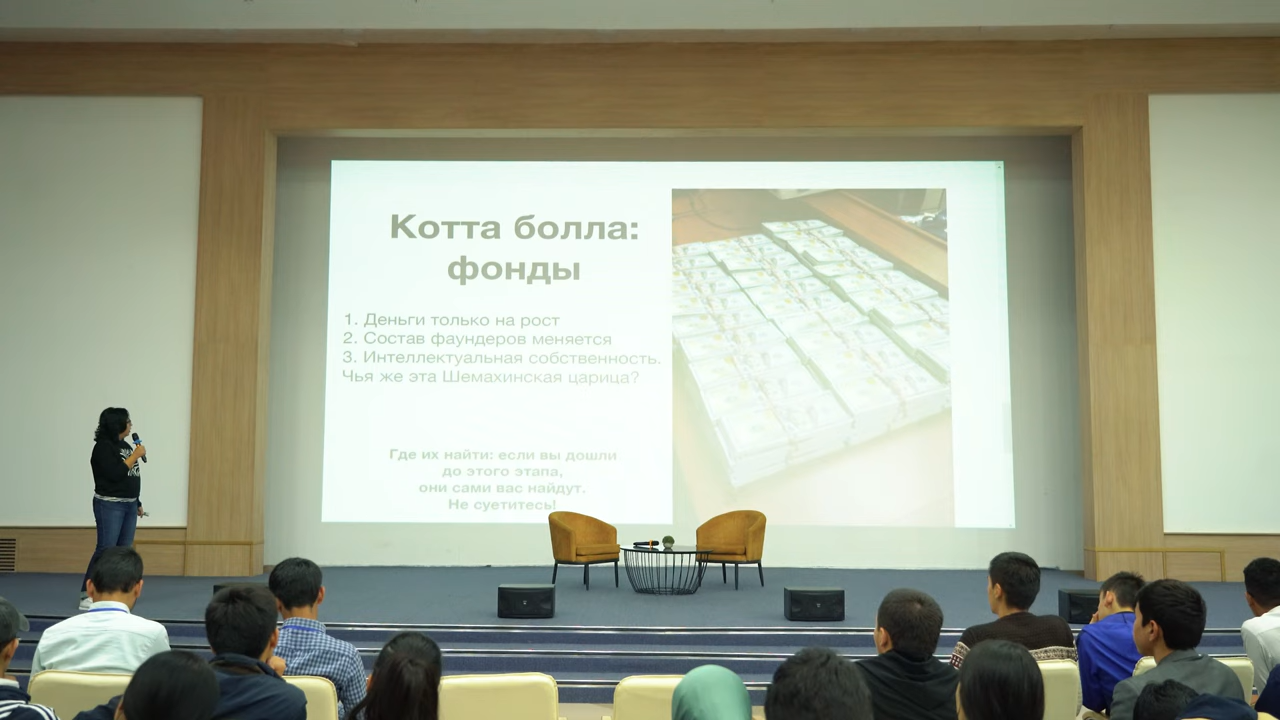 Котта болла:
фонды
1. Деньги только на рост
2. Состав фаундеров меняется
3. Интеллектуальная собственность.
Чья же эта Шемахинская царица?
Где их найти: если вы дошли
до этого этапа,
они сами вас найдут.
Не суетитесь!